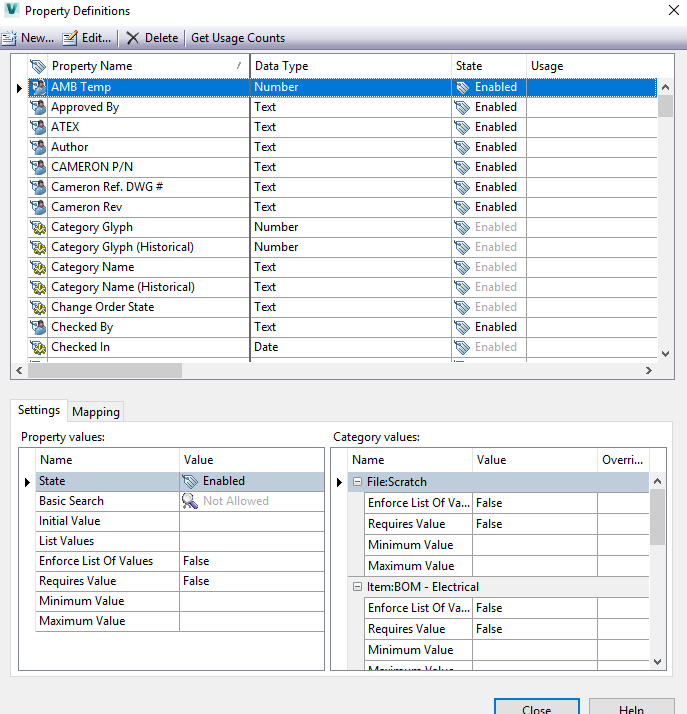 Property Definitions
New... Edit... Delete Get Usage Counts
Property Name / Data Type State Usage
AMB Temp Number Enabled
Approved By Text Enabled
ATEX Text Enabled
Author Text Enabled
CAMERON P/N Text Enabled
Cameron Ref. DWG # Text Enabled
Cameron Rev Text Enabled
Category Glyph Number Enabled
Category Glyph (Historical) Number Enabled
Category Name Text Enabled
Category Name (Historical) Text Enabled
Change Order State Text Enabled
Checked By Text Enabled
Checked In Date Enabled
Settings Mapping
Property values:
Name Value
State Enabled
Basic Search Not Allowed
Initial Value
List Values
Enforce List Of Values False
Requires Value False
Minimum Value
Maximum Value
Category values:
Name Value Overri...
File:Scratch
Enforce List Of Va... False
Requires Value False
Minimum Value
Maximum Value
Item:BOM - Electrical
Enforce List Of Va... False
Requires Value False
Minimum Value
Maximum Value
Close Help